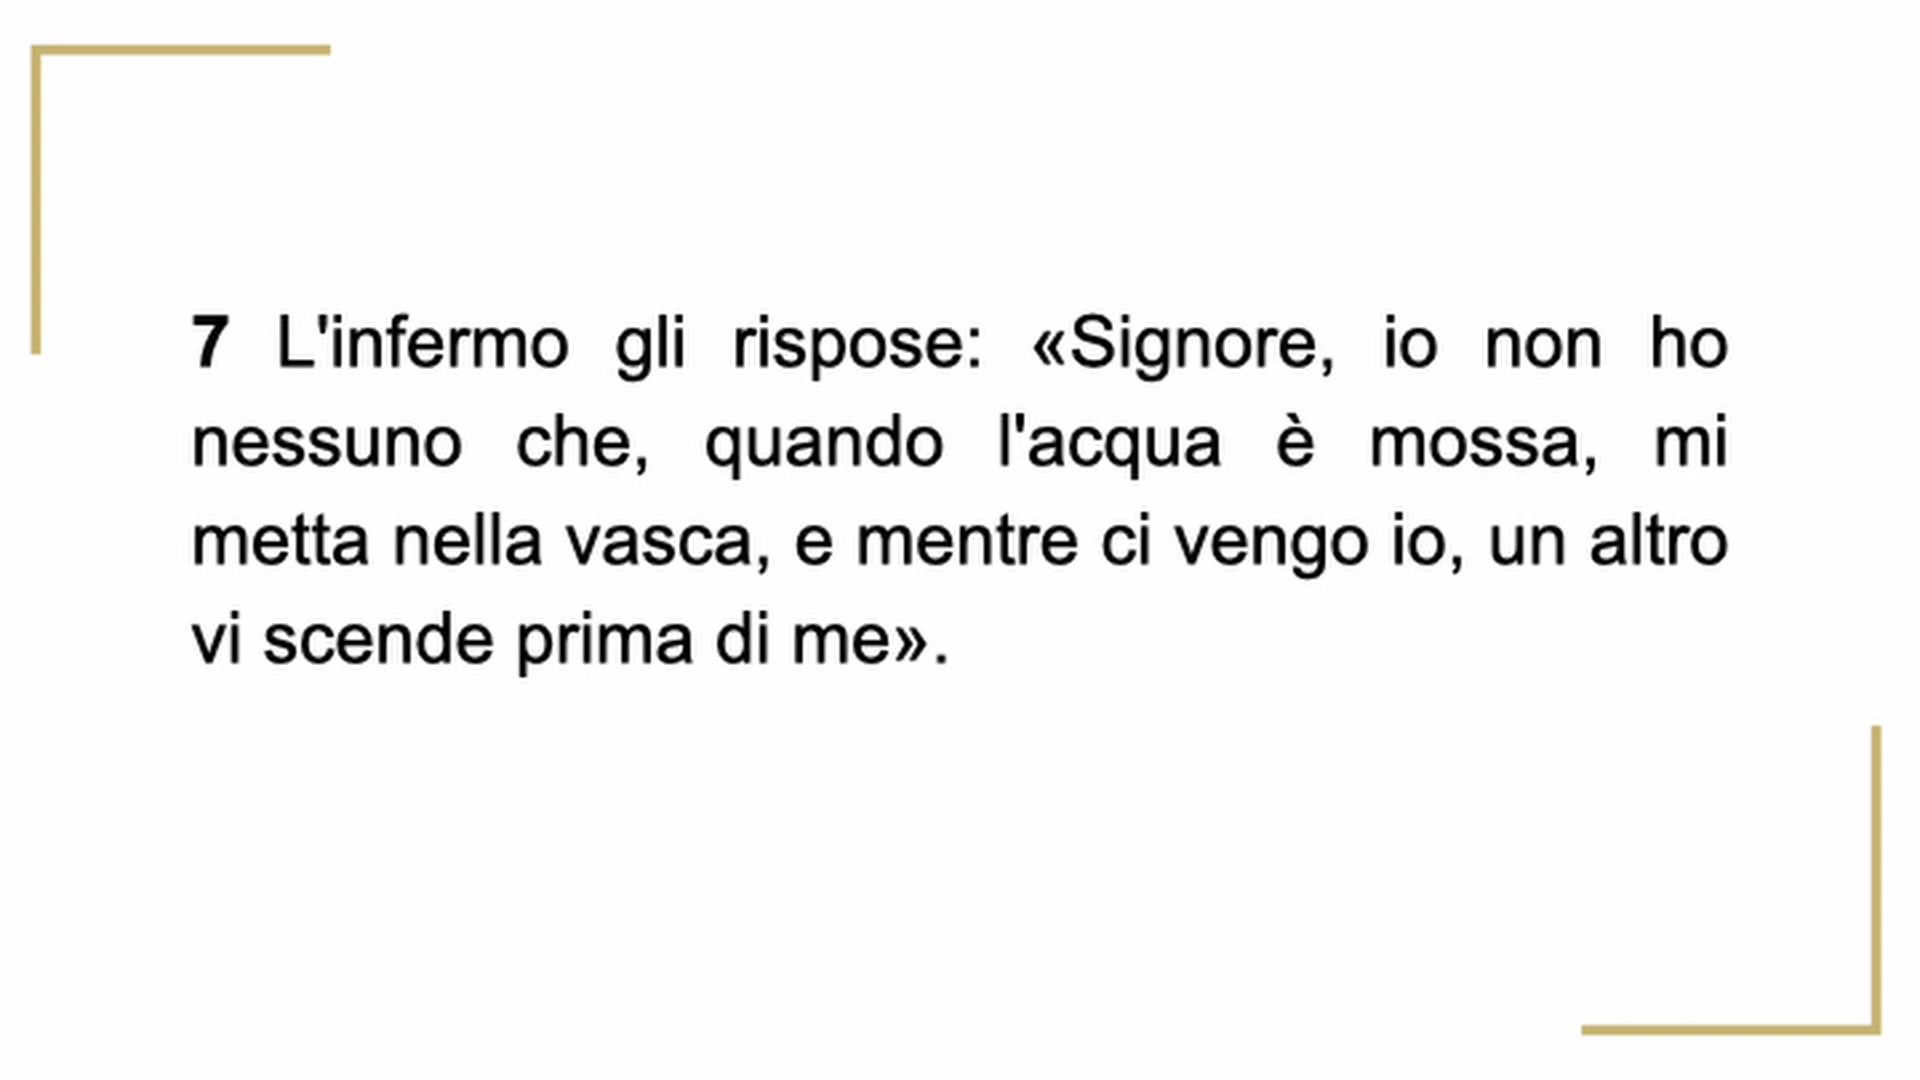 7 L'infermo gli rispose: «Signore, io non ho
nessuno che, quando l'acqua è mossa, mi
metta nella vasca, e mentre ci vengo io, un altro
vi scende prima di me».